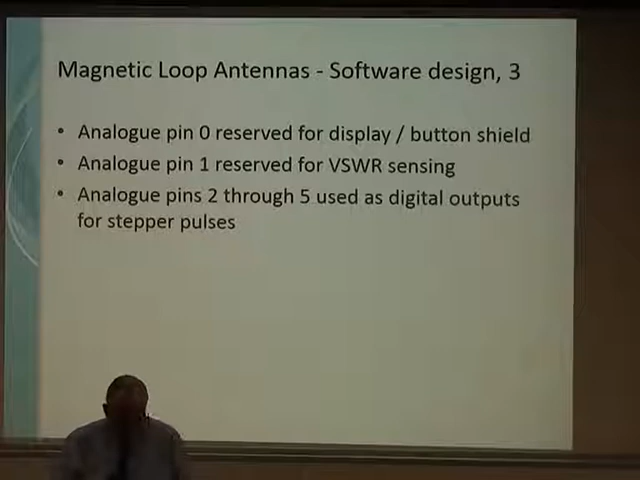 Magnetic Loop Antennas - Software design, 3
• Analogue pin 0 reserved for display / button shield
• Analogue pin 1 reserved for VSWR sensing
• Analogue pins 2 through 5 used as digital outputs
for stepper pulses